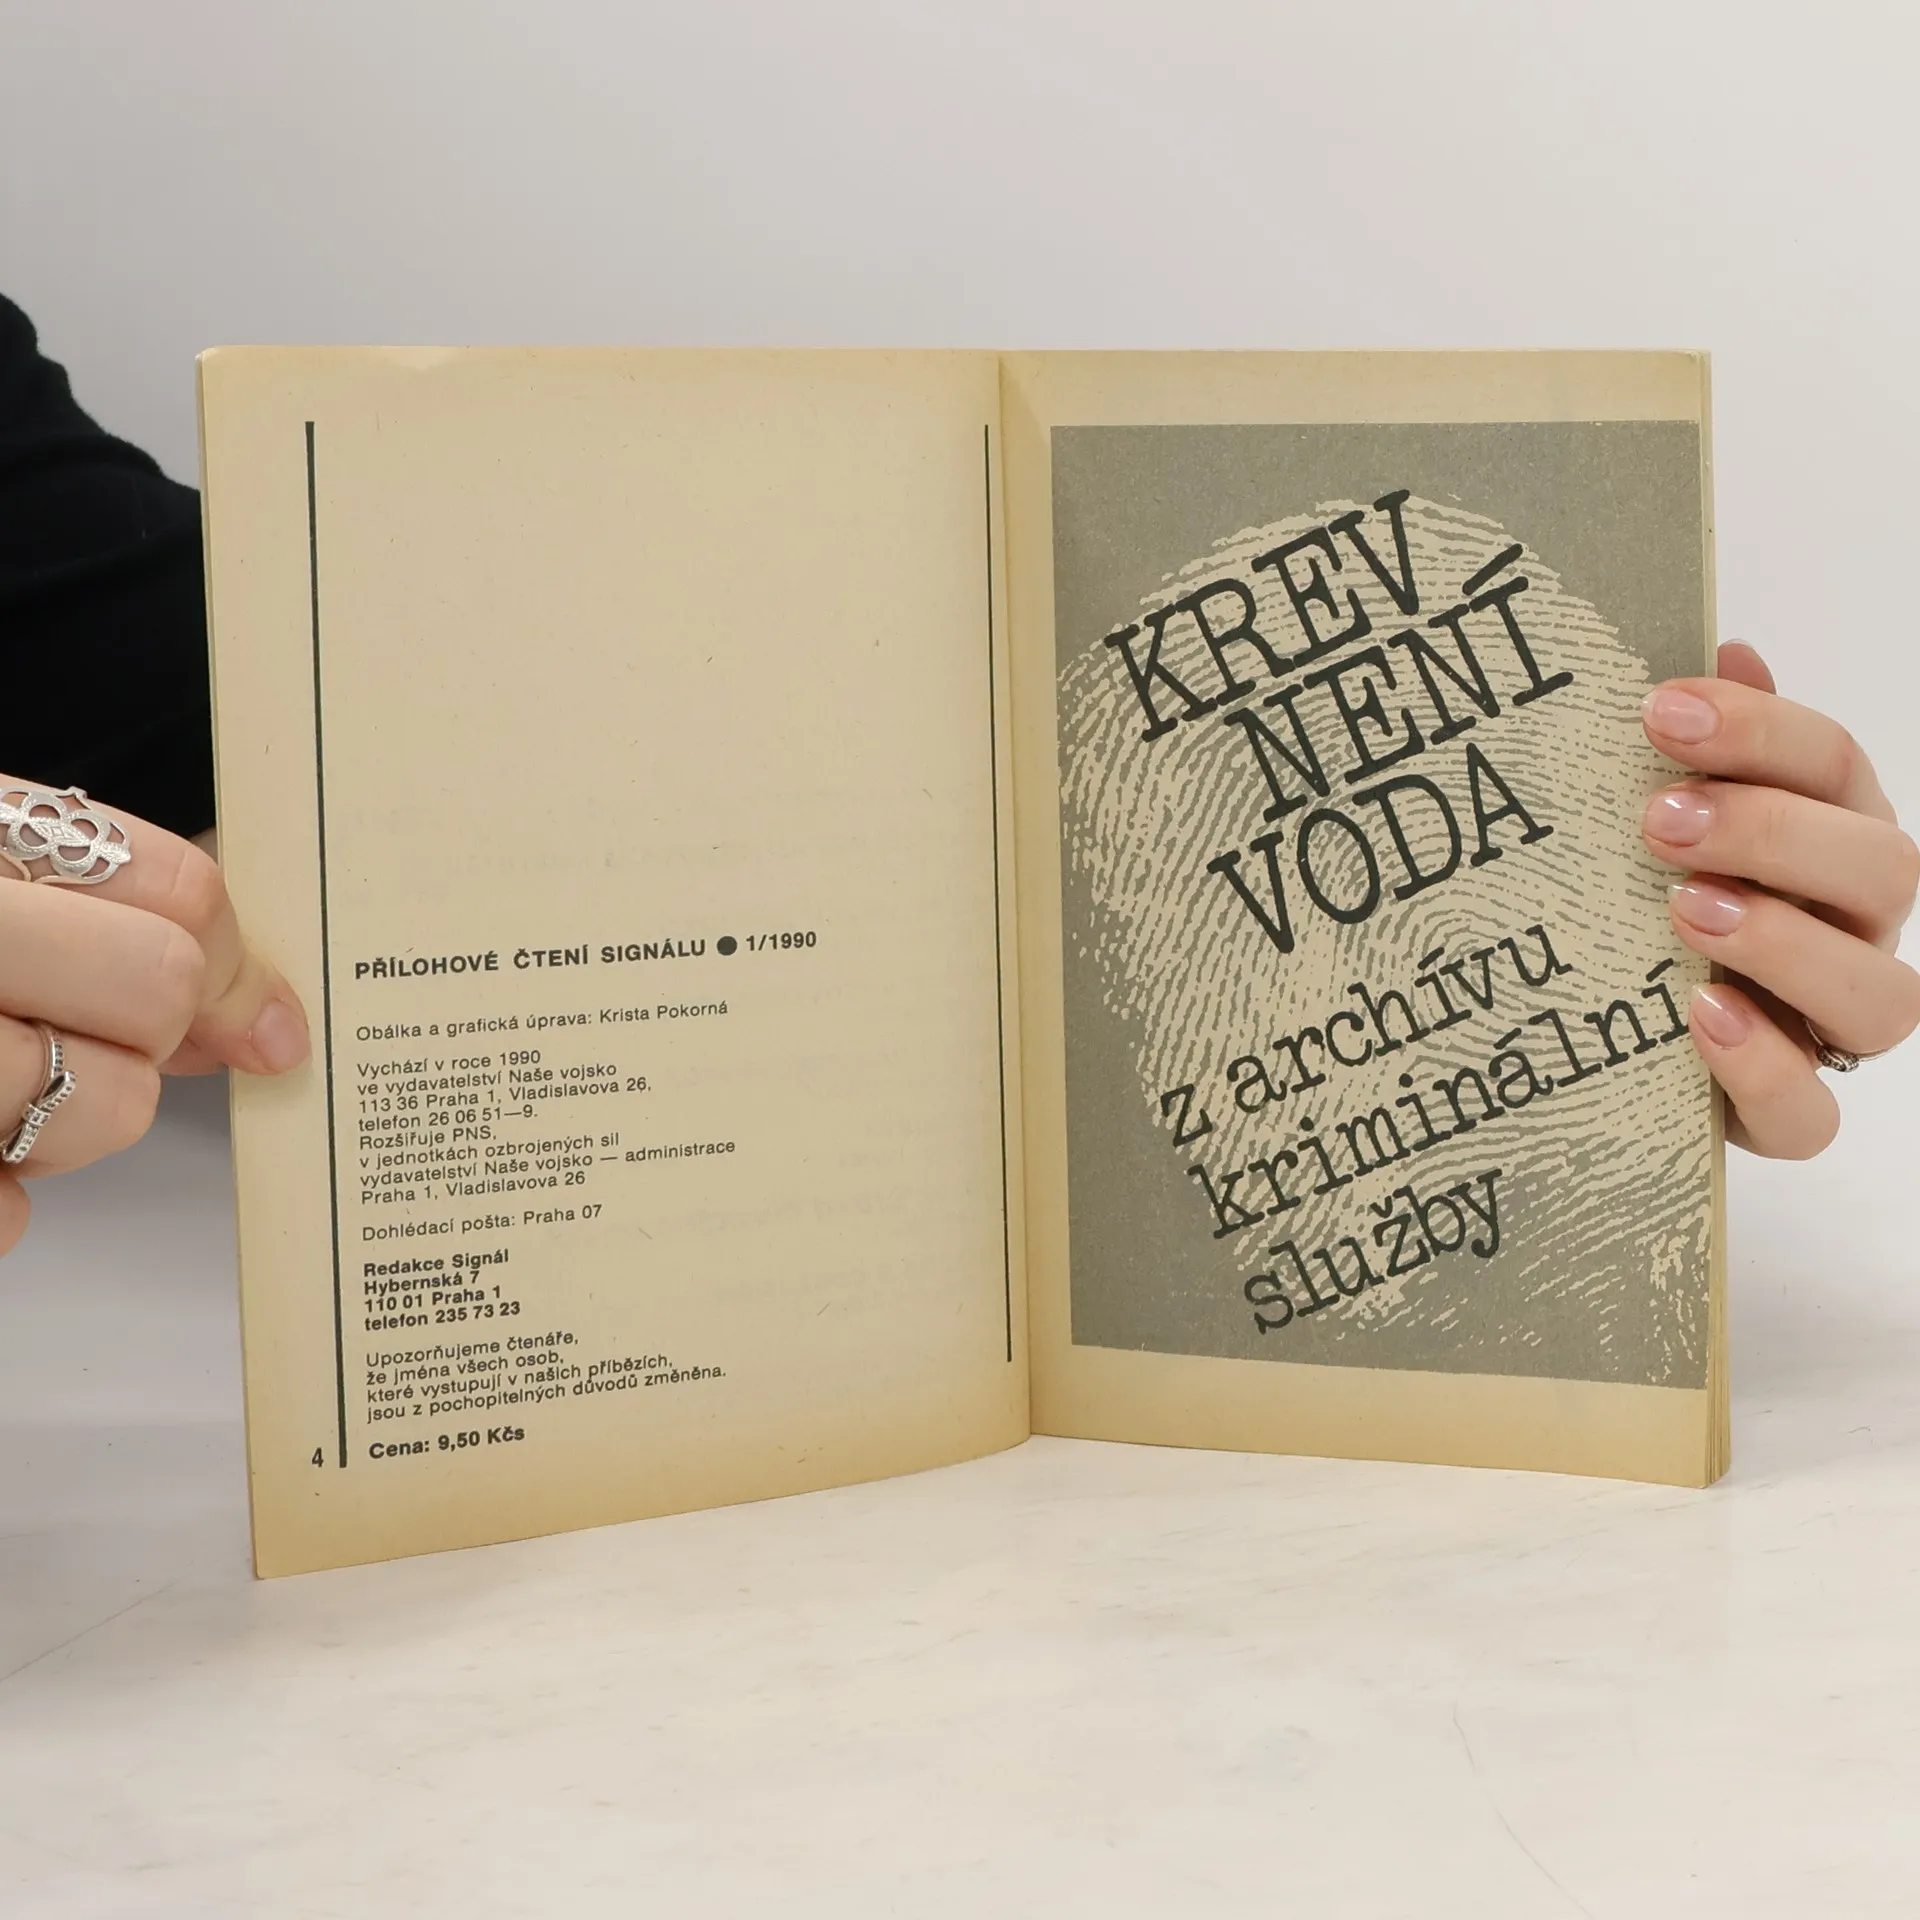 PŘÍLOHOVÉ ČTENÍ SIGNÁLU ● 1/1990
Obálka a grafická úprava: Krista Pokorná
Vychází v roce 1990
ve vydavatelství Naše vojsko
113 36 Praha 1, Vladislavova 26,
telefon 26 06 51—9.
Rozšiřuje PNS,
v jednotkách ozbrojených sil
vydavatelství Naše vojsko — administrace
Praha 1, Vladislavova 26
Dohlédací pošta: Praha 07
Redakce Signál
Hybernská 7
110 01 Praha 1
telefon 235 73 23
Upozorňujeme čtenáře,
že jména všech osob,
které vystupují v našich příbězích,
jsou z pochopitelných důvodů změněna.
Cena: 9,50 Kčs
4
KREV
NENÍ
VODA
z archívu
kriminální
služby